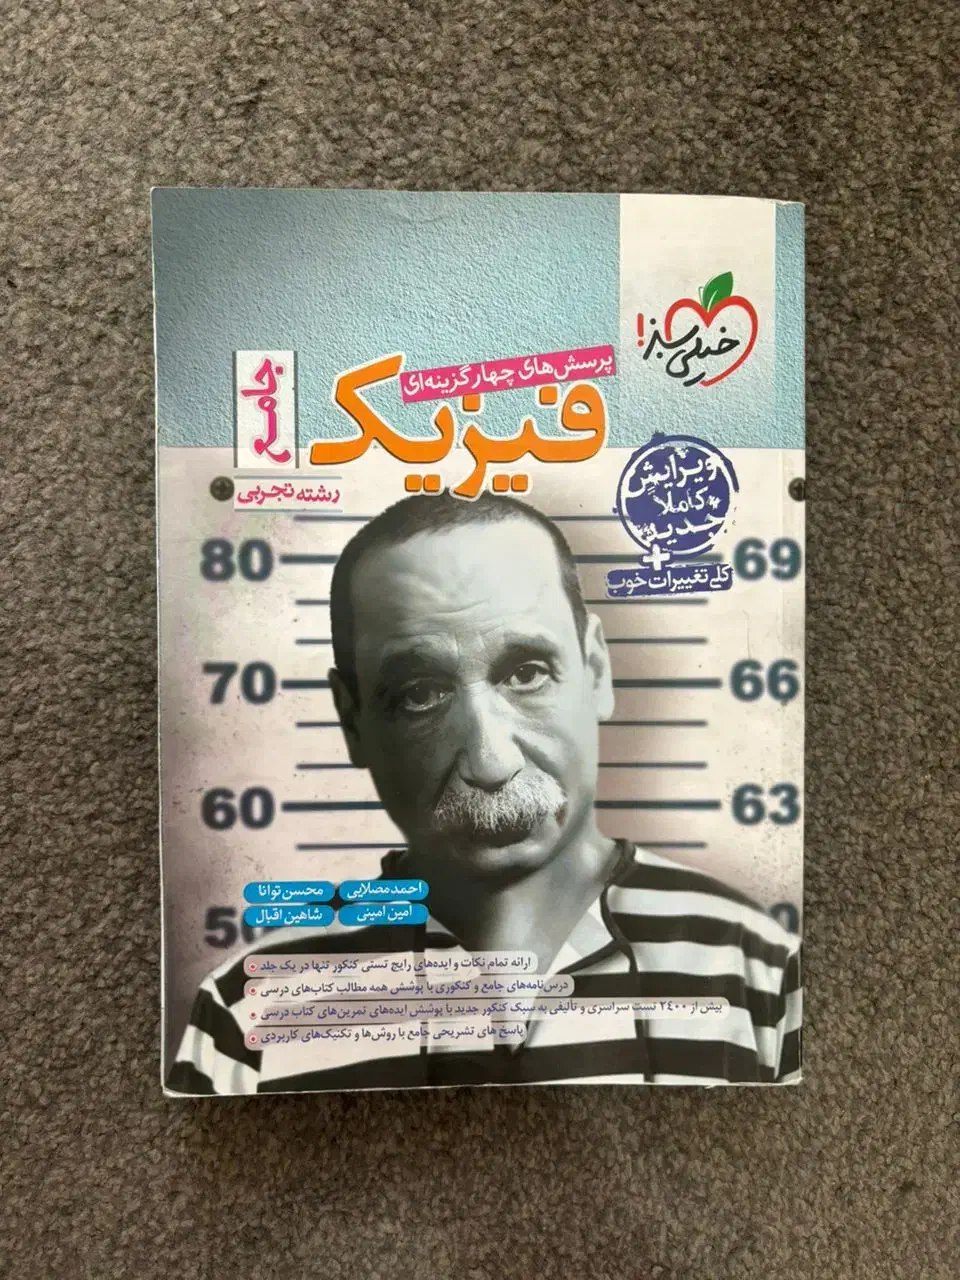 خیلی سبز!
پرسش‌های چهارگزینه‌ای
فیزیک
جامع
رشته تجربی
ویرایش
کاملاً
جدید
+
کلی تغییرات خوب
80
69
70
66
60
63
احمد مصلایی
محسن توانا
امین امینی
شاهین اقبال
ارائه تمام نکات و ایده‌های رایج تستی کنکور تنها در یک جلد
درس‌نامه‌های جامع و کنکوری با پوشش همه مطالب کتاب‌های درسی
بیش از ۲۴۰۰ تست سراسری و تألیفی به سبک کنکور جدید با پوشش ایده‌های تمرین‌های کتاب درسی
پاسخ های تشریحی جامع با روش‌ها و تکنیک‌های کاربردی